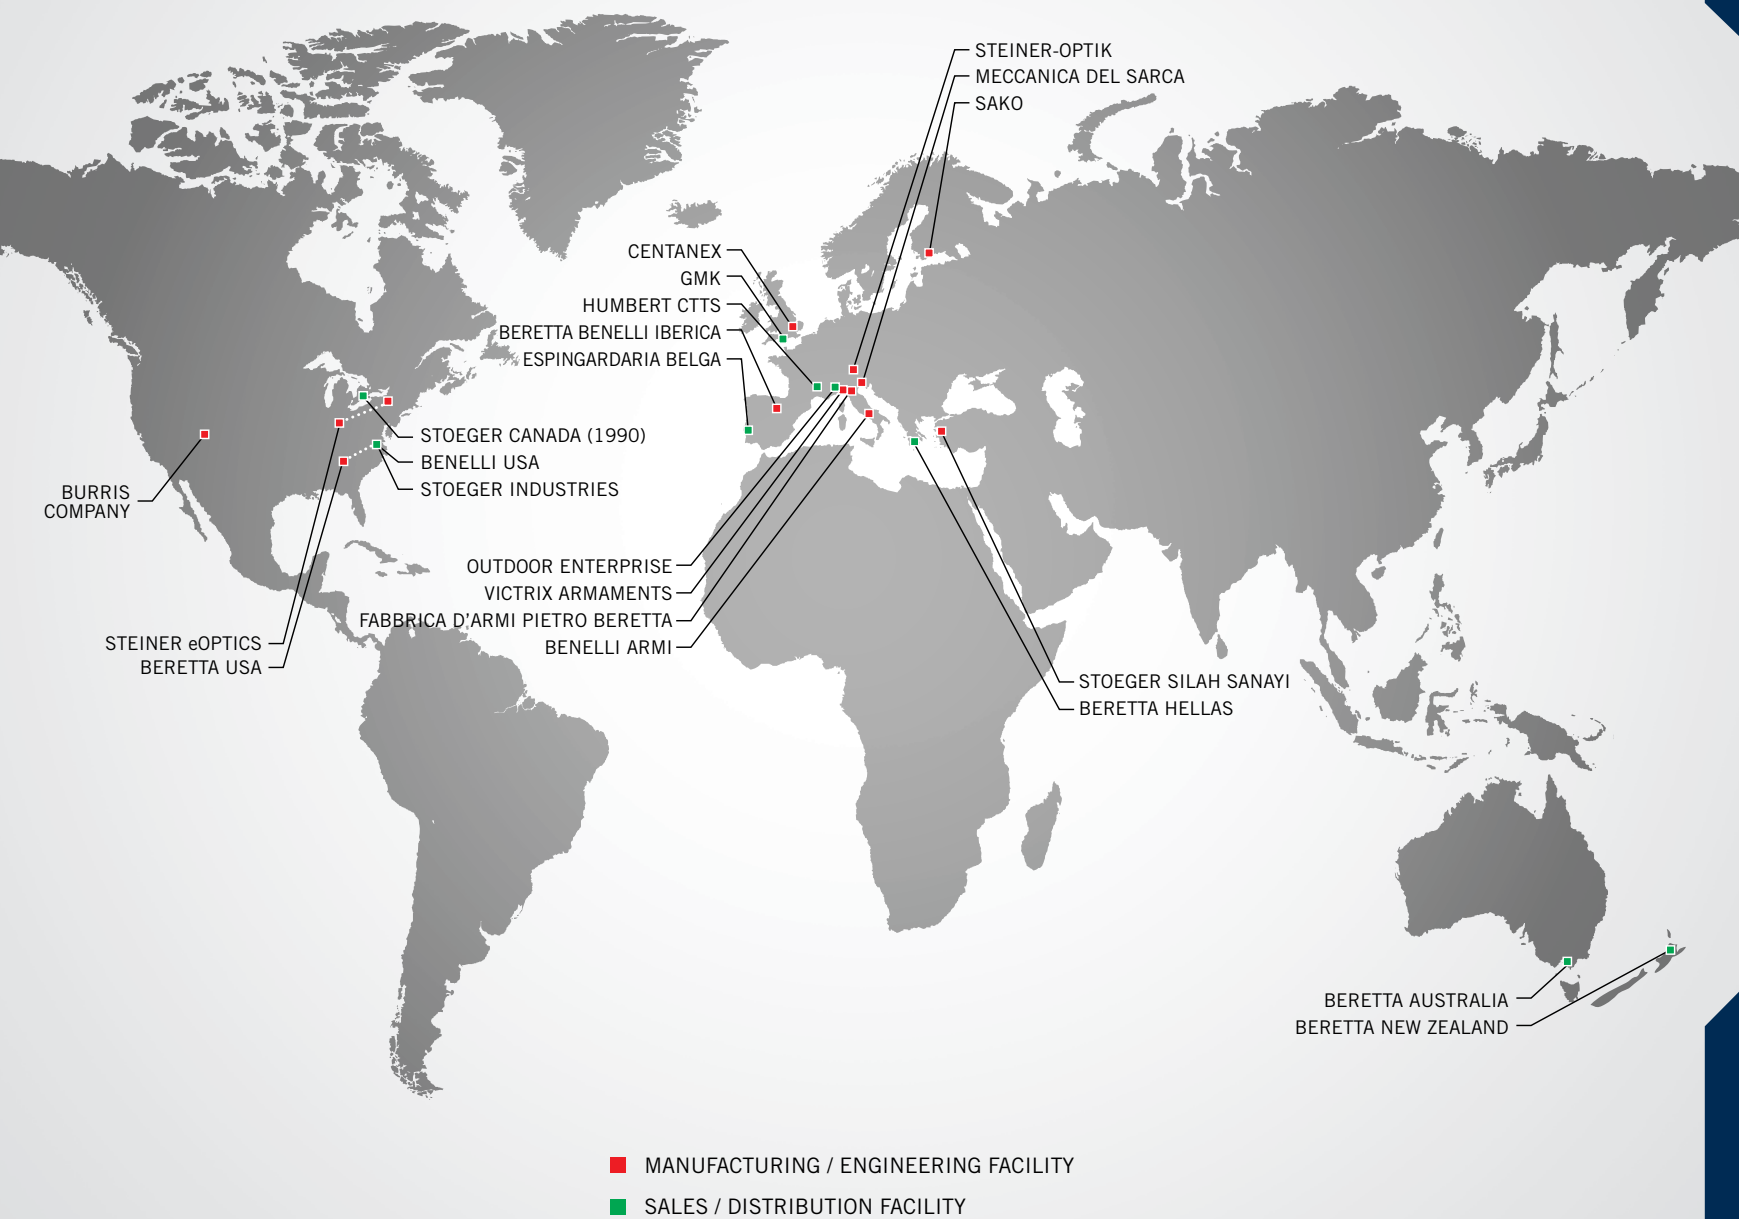 STEINER-OPTIK
MECCANICA DEL SARCA
SAKO
CENTANEX
GMK
HUMBERT CTTS
BERETTA BENELLI IBERICA
ESPINGARDARIA BELGA
STOEGER CANADA (1990)
BENELLI USA
STOEGER INDUSTRIES
BURRIS
COMPANY
OUTDOOR ENTERPRISE
VICTRIX ARMAMENTS
FABBRICA D'ARMI PIETRO BERETTA
BENELLI ARMI
STEINER eOPTICS
BERETTA USA
STOEGER SILAH SANAYI
BERETTA HELLAS
BERETTA AUSTRALIA
BERETTA NEW ZEALAND
MANUFACTURING / ENGINEERING FACILITY
SALES / DISTRIBUTION FACILITY